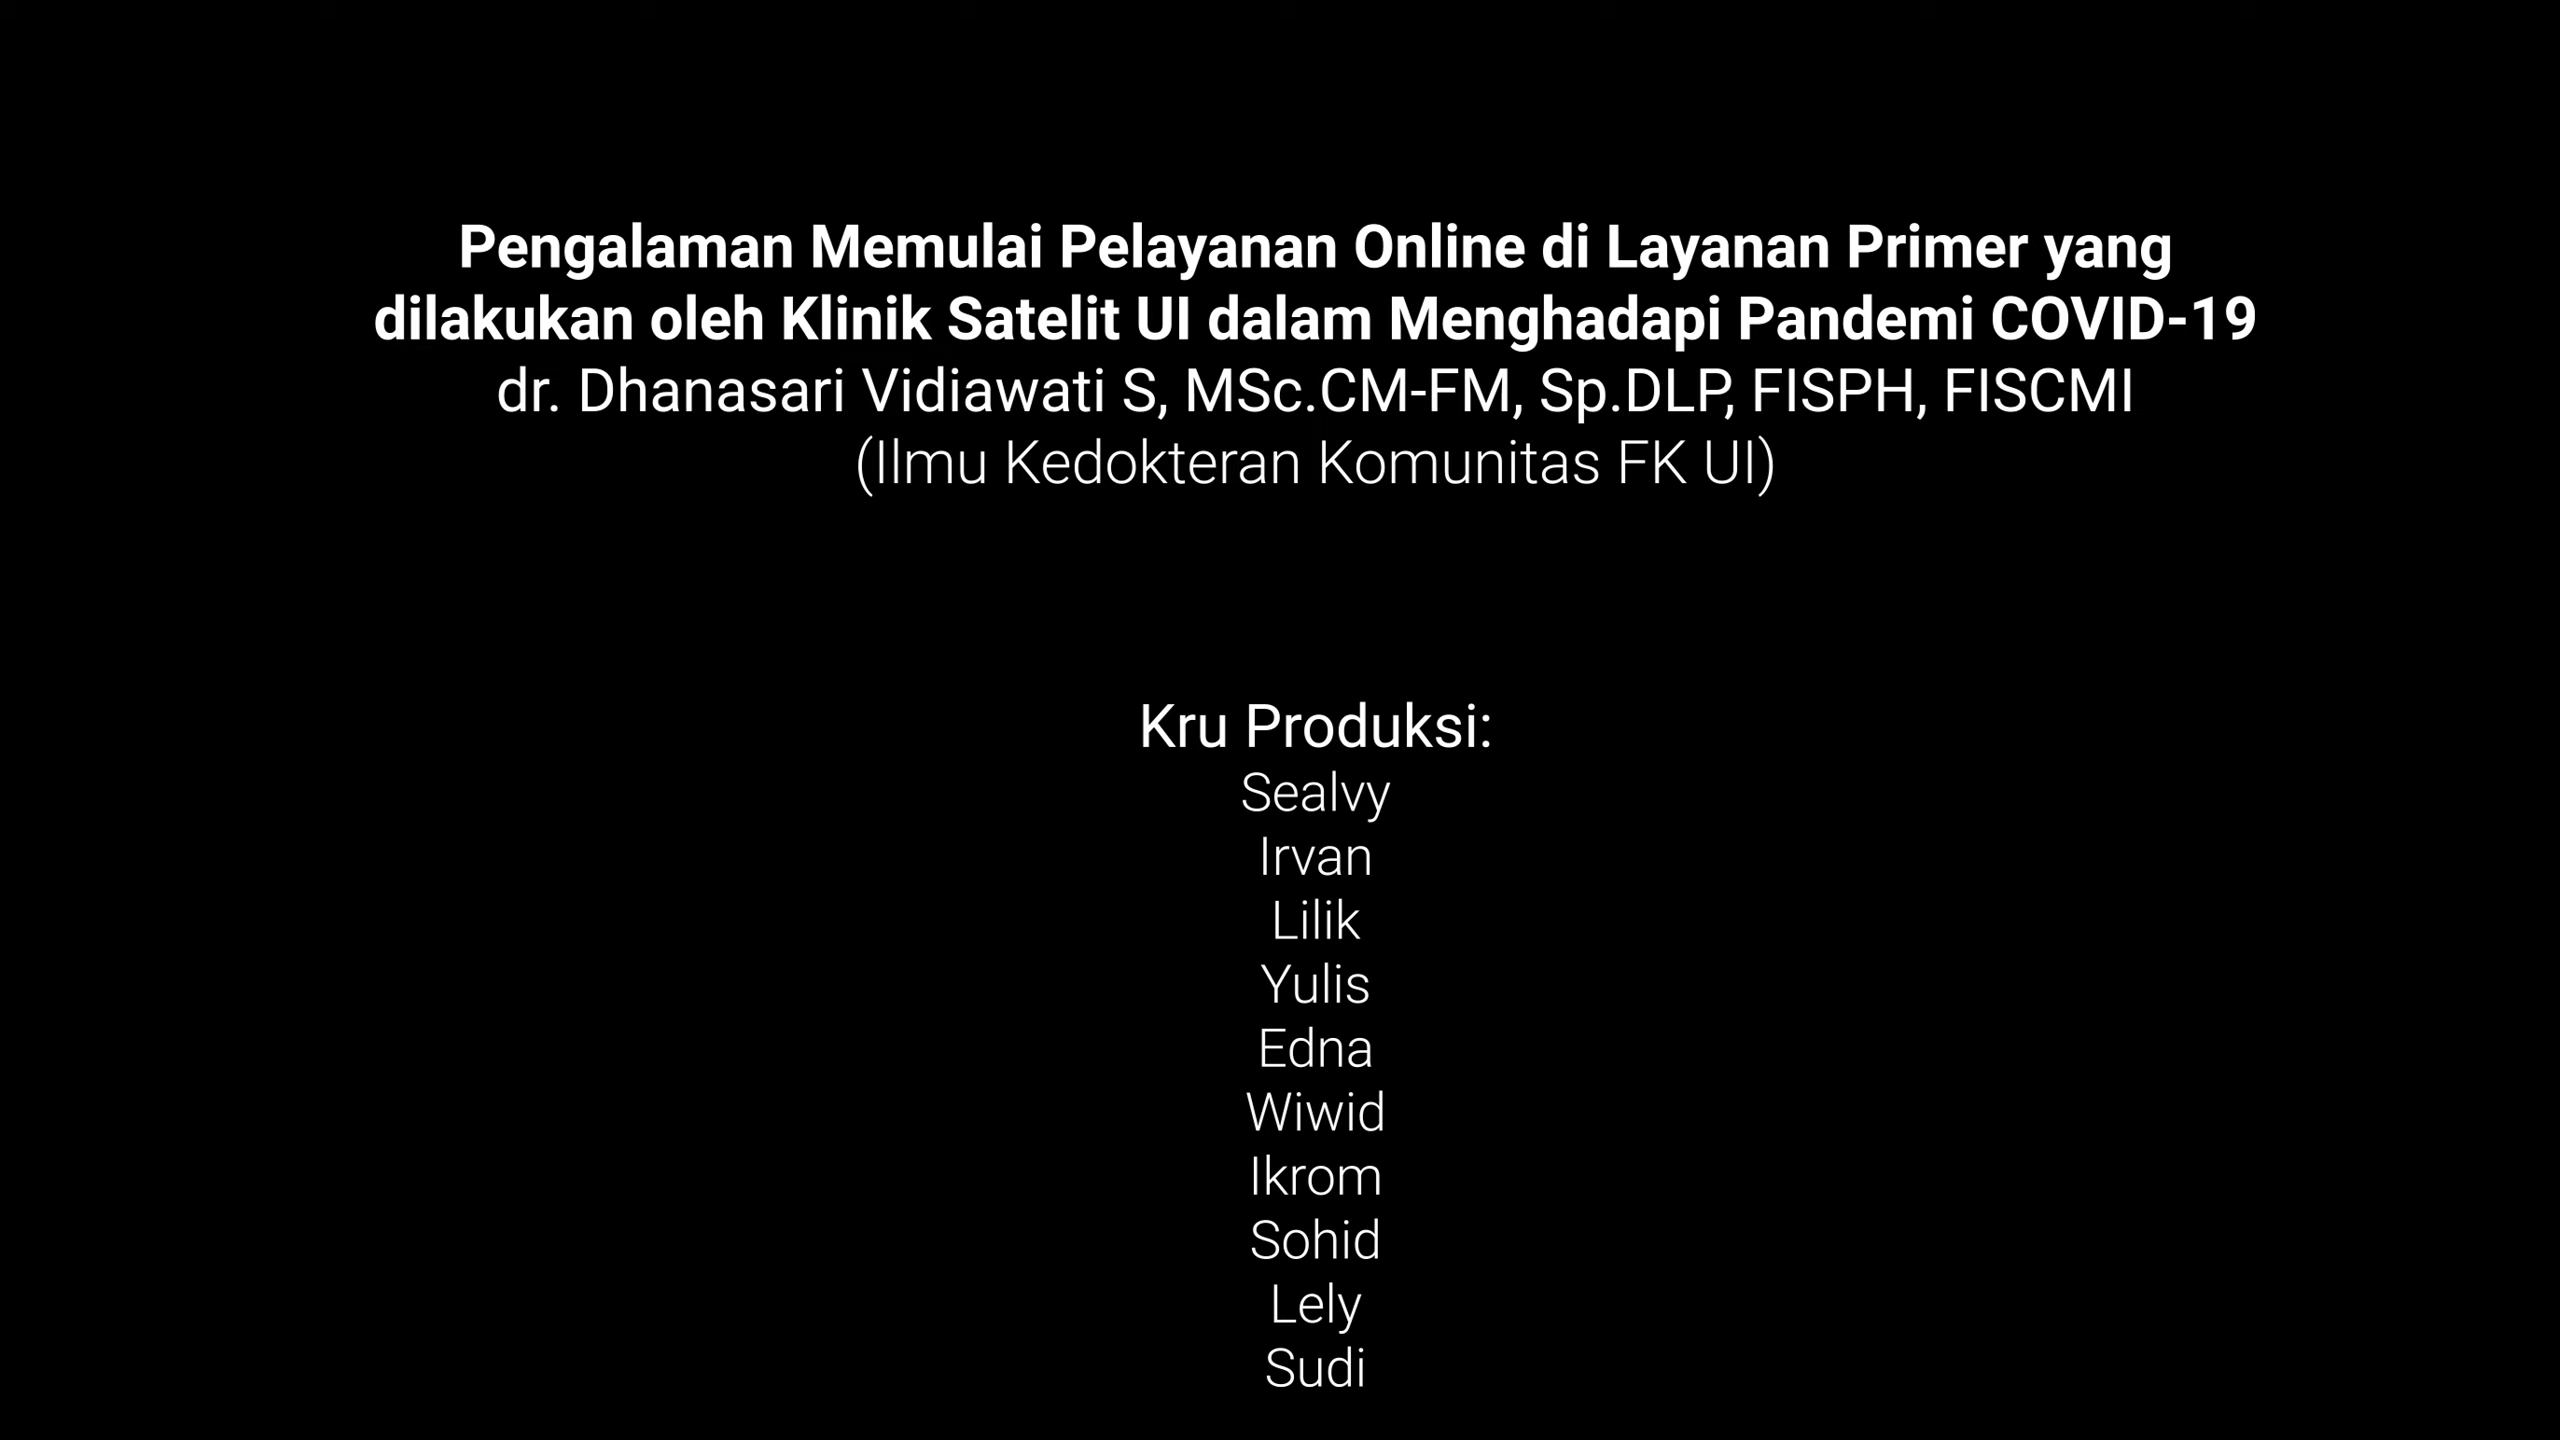 Pengalaman Memulai Pelayanan Online di Layanan Primer yang
dilakukan oleh Klinik Satelit UI dalam Menghadapi Pandemi COVID-19
dr. Dhanasari Vidiawati S, MSc.CM-FM, Sp.DLP, FISPH, FISCMI
(Ilmu Kedokteran Komunitas FK UI)
Kru Produksi:
Sealvy
Irvan
Lilik
Yulis
Edna
Wiwid
Ikrom
Sohid
Lely
Sudi